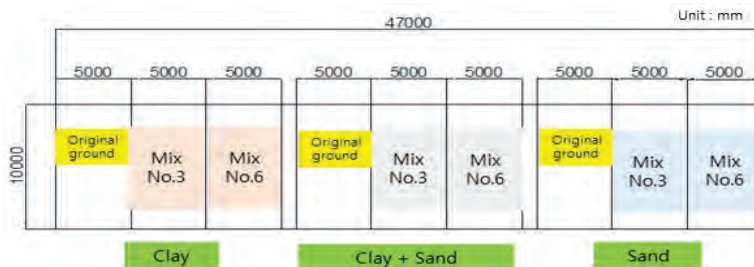 Unit : mm
47000
5000 5000 5000 5000 5000 5000 5000 5000 5000
10000
Original
ground
Mix
No.3
Mix
No.6
Original
ground
Mix
No.3
Mix
No.6
Original
ground
Mix
No.3
Mix
No.6
Clay
Clay + Sand
Sand